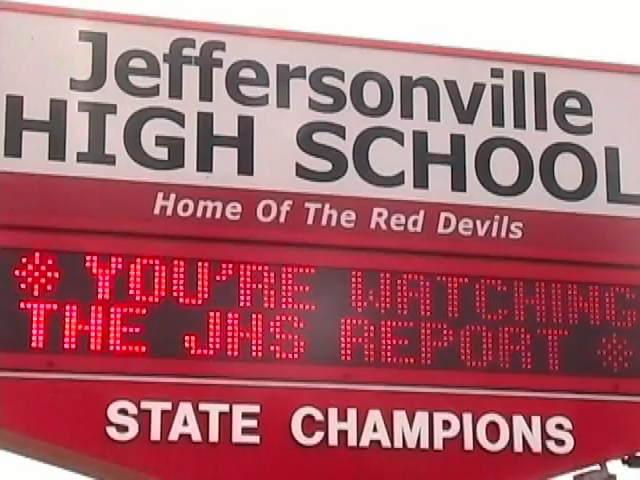 Jeffersonville
HIGH SCHOOL
Home Of The Red Devils
YOU'RE WATCHING
THE JHS REPORT
STATE CHAMPIONS